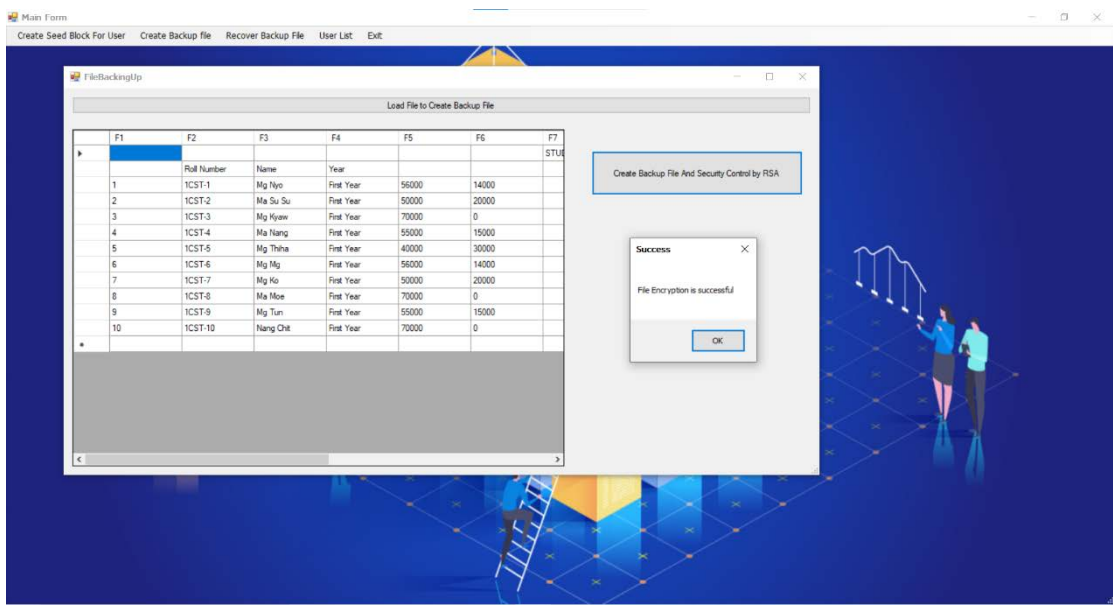 Main Form
Create Seed Block For User Create Backup file Recover Backup File User List Exit
FileBackingUp
Load File to Create Backup File
F1 F2 F3 F4 F5 F6 F7
STUD
Roll Number Name Year
1 1CST-1 Mg Nyo First Year 56000 14000
2 1CST-2 Ma Su Su First Year 50000 20000
3 1CST-3 Mg Kyaw First Year 70000 0
4 1CST-4 Ma Nang First Year 55000 15000
5 1CST-5 Mg Thiha First Year 40000 30000
6 1CST-6 Mg Mg First Year 56000 14000
7 1CST-7 Mg Ko First Year 50000 20000
8 1CST-8 Ma Moe First Year 70000 0
9 1CST-9 Mg Tun First Year 55000 15000
10 1CST-10 Nang Chit First Year 70000 0
Create Backup File And Security Control by RSA
Success
File Encryption is successful
OK